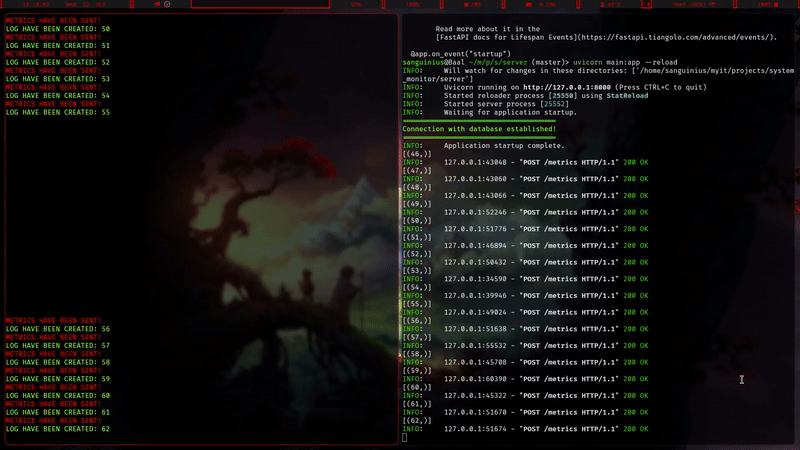 METRICS HAVE BEEN SENT!
LOG HAVE BEEN CREATED: 50
METRICS HAVE BEEN SENT!
LOG HAVE BEEN CREATED: 51
METRICS HAVE BEEN SENT!
LOG HAVE BEEN CREATED: 52
METRICS HAVE BEEN SENT!
LOG HAVE BEEN CREATED: 53
METRICS HAVE BEEN SENT!
LOG HAVE BEEN CREATED: 54
METRICS HAVE BEEN SENT!
LOG HAVE BEEN CREATED: 55
METRICS HAVE BEEN SENT!
LOG HAVE BEEN CREATED: 56
METRICS HAVE BEEN SENT!
LOG HAVE BEEN CREATED: 57
METRICS HAVE BEEN SENT!
LOG HAVE BEEN CREATED: 58
METRICS HAVE BEEN SENT!
LOG HAVE BEEN CREATED: 59
METRICS HAVE BEEN SENT!
LOG HAVE BEEN CREATED: 60
METRICS HAVE BEEN SENT!
LOG HAVE BEEN CREATED: 61
METRICS HAVE BEEN SENT!
LOG HAVE BEEN CREATED: 62
Read more about it in the
[FastAPI docs for Lifespan Events](https://fastapi.tiangolo.com/advanced/events/).
@app.on_event("startup")
sanguinius@Baal ~/m/p/s/server (master)> uvicorn main:app --reload
INFO: Will watch for changes in these directories: ['/home/sanguinius/myit/projects/system
_monitor/server']
INFO: Uvicorn running on http://127.0.0.1:8000 (Press CTRL+C to quit)
INFO: Started reloader process [25550] using StatReload
INFO: Started server process [25552]
INFO: Waiting for application startup.
Connection with database established!
INFO: Application startup complete.
[(46,)]
INFO: 127.0.0.1:43048 - "POST /metrics HTTP/1.1" 200 OK
[(47,)]
INFO: 127.0.0.1:43060 - "POST /metrics HTTP/1.1" 200 OK
[(48,)]
INFO: 127.0.0.1:43066 - "POST /metrics HTTP/1.1" 200 OK
[(49,)]
INFO: 127.0.0.1:52246 - "POST /metrics HTTP/1.1" 200 OK
[(50,)]
INFO: 127.0.0.1:51776 - "POST /metrics HTTP/1.1" 200 OK
[(51,)]
INFO: 127.0.0.1:46894 - "POST /metrics HTTP/1.1" 200 OK
[(52,)]
INFO: 127.0.0.1:50432 - "POST /metrics HTTP/1.1" 200 OK
[(53,)]
INFO: 127.0.0.1:34590 - "POST /metrics HTTP/1.1" 200 OK
[(54,)]
INFO: 127.0.0.1:39946 - "POST /metrics HTTP/1.1" 200 OK
[(55,)]
INFO: 127.0.0.1:49024 - "POST /metrics HTTP/1.1" 200 OK
[(56,)]
INFO: 127.0.0.1:51638 - "POST /metrics HTTP/1.1" 200 OK
[(57,)]
INFO: 127.0.0.1:55532 - "POST /metrics HTTP/1.1" 200 OK
[(58,)]
INFO: 127.0.0.1:45708 - "POST /metrics HTTP/1.1" 200 OK
[(59,)]
INFO: 127.0.0.1:60390 - "POST /metrics HTTP/1.1" 200 OK
[(60,)]
INFO: 127.0.0.1:45322 - "POST /metrics HTTP/1.1" 200 OK
[(61,)]
INFO: 127.0.0.1:51670 - "POST /metrics HTTP/1.1" 200 OK
[(62,)]
INFO: 127.0.0.1:51674 - "POST /metrics HTTP/1.1" 200 OK